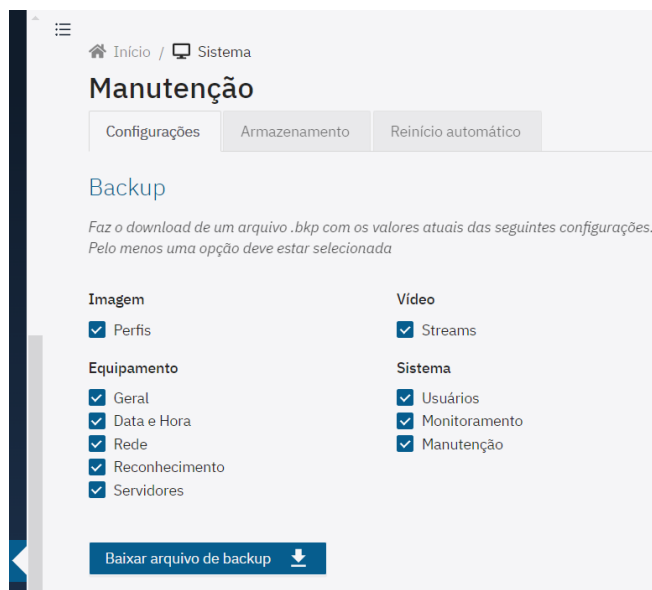 Início / Sistema
Manutenção
Configurações Armazenamento Reinício automático
Backup
Faz o download de um arquivo .bkp com os valores atuais das seguintes configurações.
Pelo menos uma opção deve estar selecionada
Imagem Vídeo
Perfis Streams
Equipamento Sistema
Geral Usuários
Data e Hora Monitoramento
Rede Manutenção
Reconhecimento
Servidores
Baixar arquivo de backup